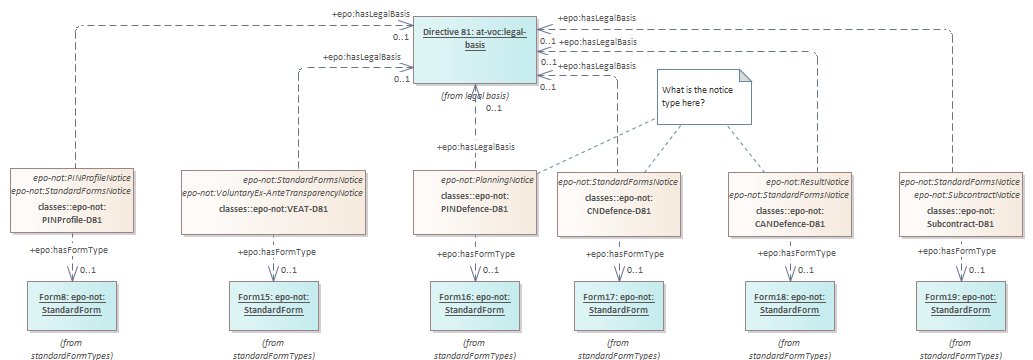 +epo:hasLegalBasis
0..1
+epo:hasLegalBasis
0..1
Directive 81: at-voc:legal-
basis
(from legal basis)
0..1
+epo:hasLegalBasis
+epo:hasLegalBasis
0..1
+epo:hasLegalBasis
0..1
+epo:hasLegalBasis
0..1
What is the notice
type here?
epo-not:PINProfileNotice
epo-not:StandardFormsNotice
classes::epo-not:
PINProfile-D81
epo-not:StandardFormsNotice
epo-not:VoluntaryEx-AnteTransparencyNotice
classes::epo-not:VEAT-D81
epo-not:PlanningNotice
epo-not:StandardFormsNotice
classes::epo-not:
PINDefence-D81
epo-not:StandardFormsNotice
classes::epo-not:
CNDefence-D81
epo-not:ResultNotice
epo-not:StandardFormsNotice
classes::epo-not:
CANDefence-D81
epo-not:StandardFormsNotice
epo-not:SubcontractNotice
classes::epo-not:
Subcontract-D81
+epo:hasFormType
0..1
+epo:hasFormType
0..1
+epo:hasFormType
0..1
+epo:hasFormType
0..1
+epo:hasFormType
0..1
+epo:hasFormType
0..1
Form8: epo-not:
StandardForm
(from
standardFormTypes)
Form15: epo-not:
StandardForm
(from
standardFormTypes)
Form16: epo-not:
StandardForm
(from
standardFormTypes)
Form17: epo-not:
StandardForm
(from
standardFormTypes)
Form18: epo-not:
StandardForm
(from
standardFormTypes)
Form19: epo-not:
StandardForm
(from
standardFormTypes)